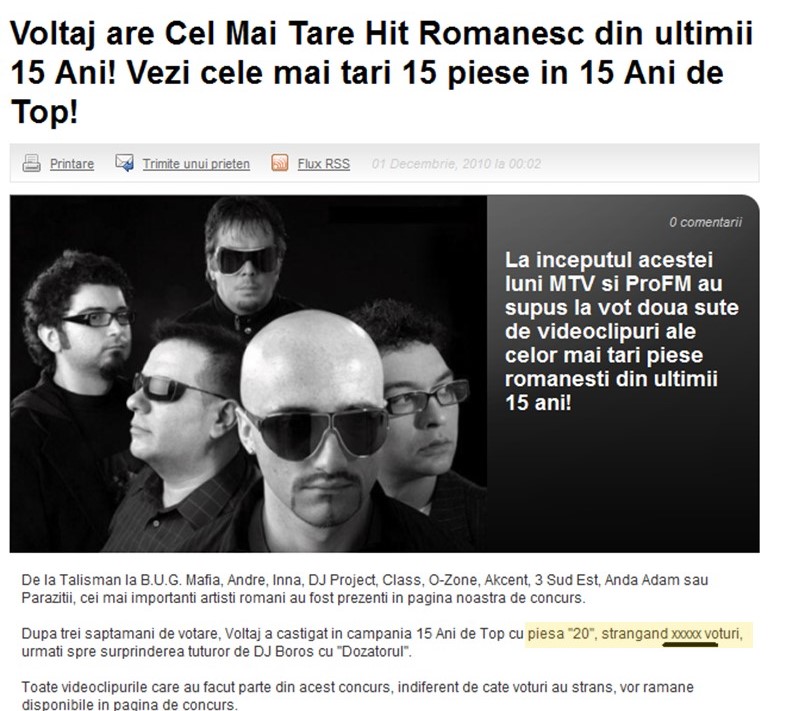 Voltaj are Cel Mai Tare Hit Romanesc din ultimii
15 Ani! Vezi cele mai tari 15 piese in 15 Ani de
Top!
Printare Trimite unui prieten Flux RSS 01 Decembrie, 2010 la 00:02
0 comentarii
La inceputul acestei
luni MTV si ProFM au
supus la vot doua sute
de videoclipuri ale
celor mai tari piese
romanesti din ultimii
15 ani!
De la Talisman la B.U.G. Mafia, Andre, Inna, DJ Project, Class, O-Zone, Akcent, 3 Sud Est, Anda Adam sau
Parazitii, cei mai importanti artisti romani au fost prezenti in pagina noastra de concurs.
Dupa trei saptamani de votare, Voltaj a castigat in campania 15 Ani de Top cu piesa "20", strangand xxxxx voturi,
urmati spre surprinderea tuturor de DJ Boros cu "Dozatorul".
Toate videoclipurile care au facut parte din acest concurs, indiferent de cate voturi au strans, vor ramane
disponibile in pagina de concurs.